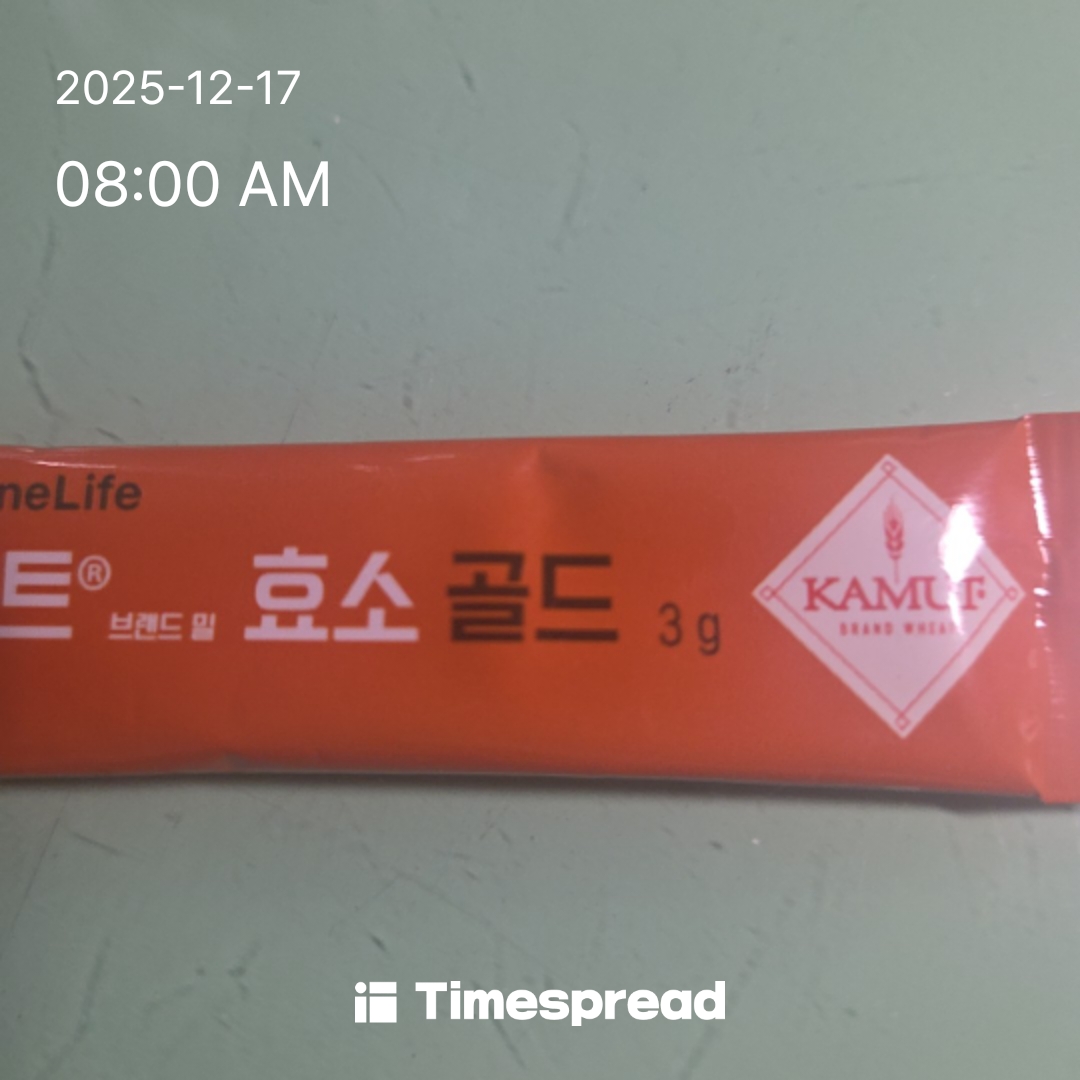 2025-12-17
08:00 AM
neLife
트® 브랜드 밀 효소 골드 3 g
KAMUT
BRAND WHEAT
Timespread